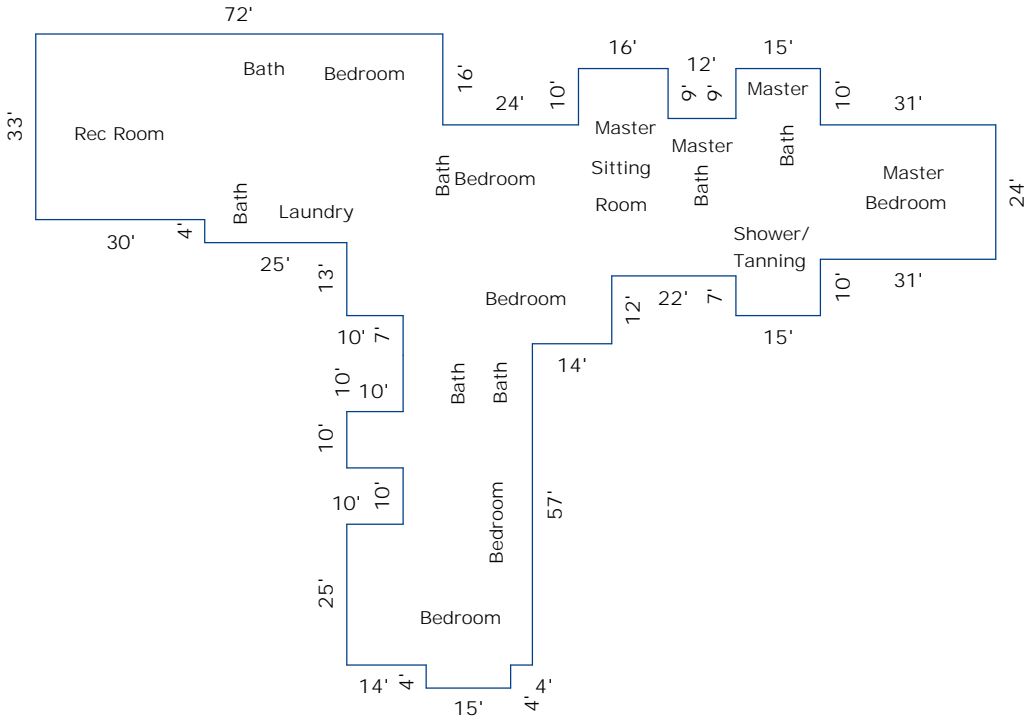 72'
16'
15'
12'
Bath
Bedroom
16'
24'
10'
9'
9'
Master
10'
31'
33'
Rec Room
Master
Sitting
Room
Master
Bath
Bath
Master
Bedroom
24'
Bath
Bedroom
Bath
Laundry
Shower/
Tanning
30'
4'
25'
13'
Bedroom
12'
22'
7'
10'
31'
15'
10'
7'
14'
10'
10'
Bath
Bath
10'
10'
10'
Bedroom
57'
25'
Bedroom
14'
4'
15'
4'
4'